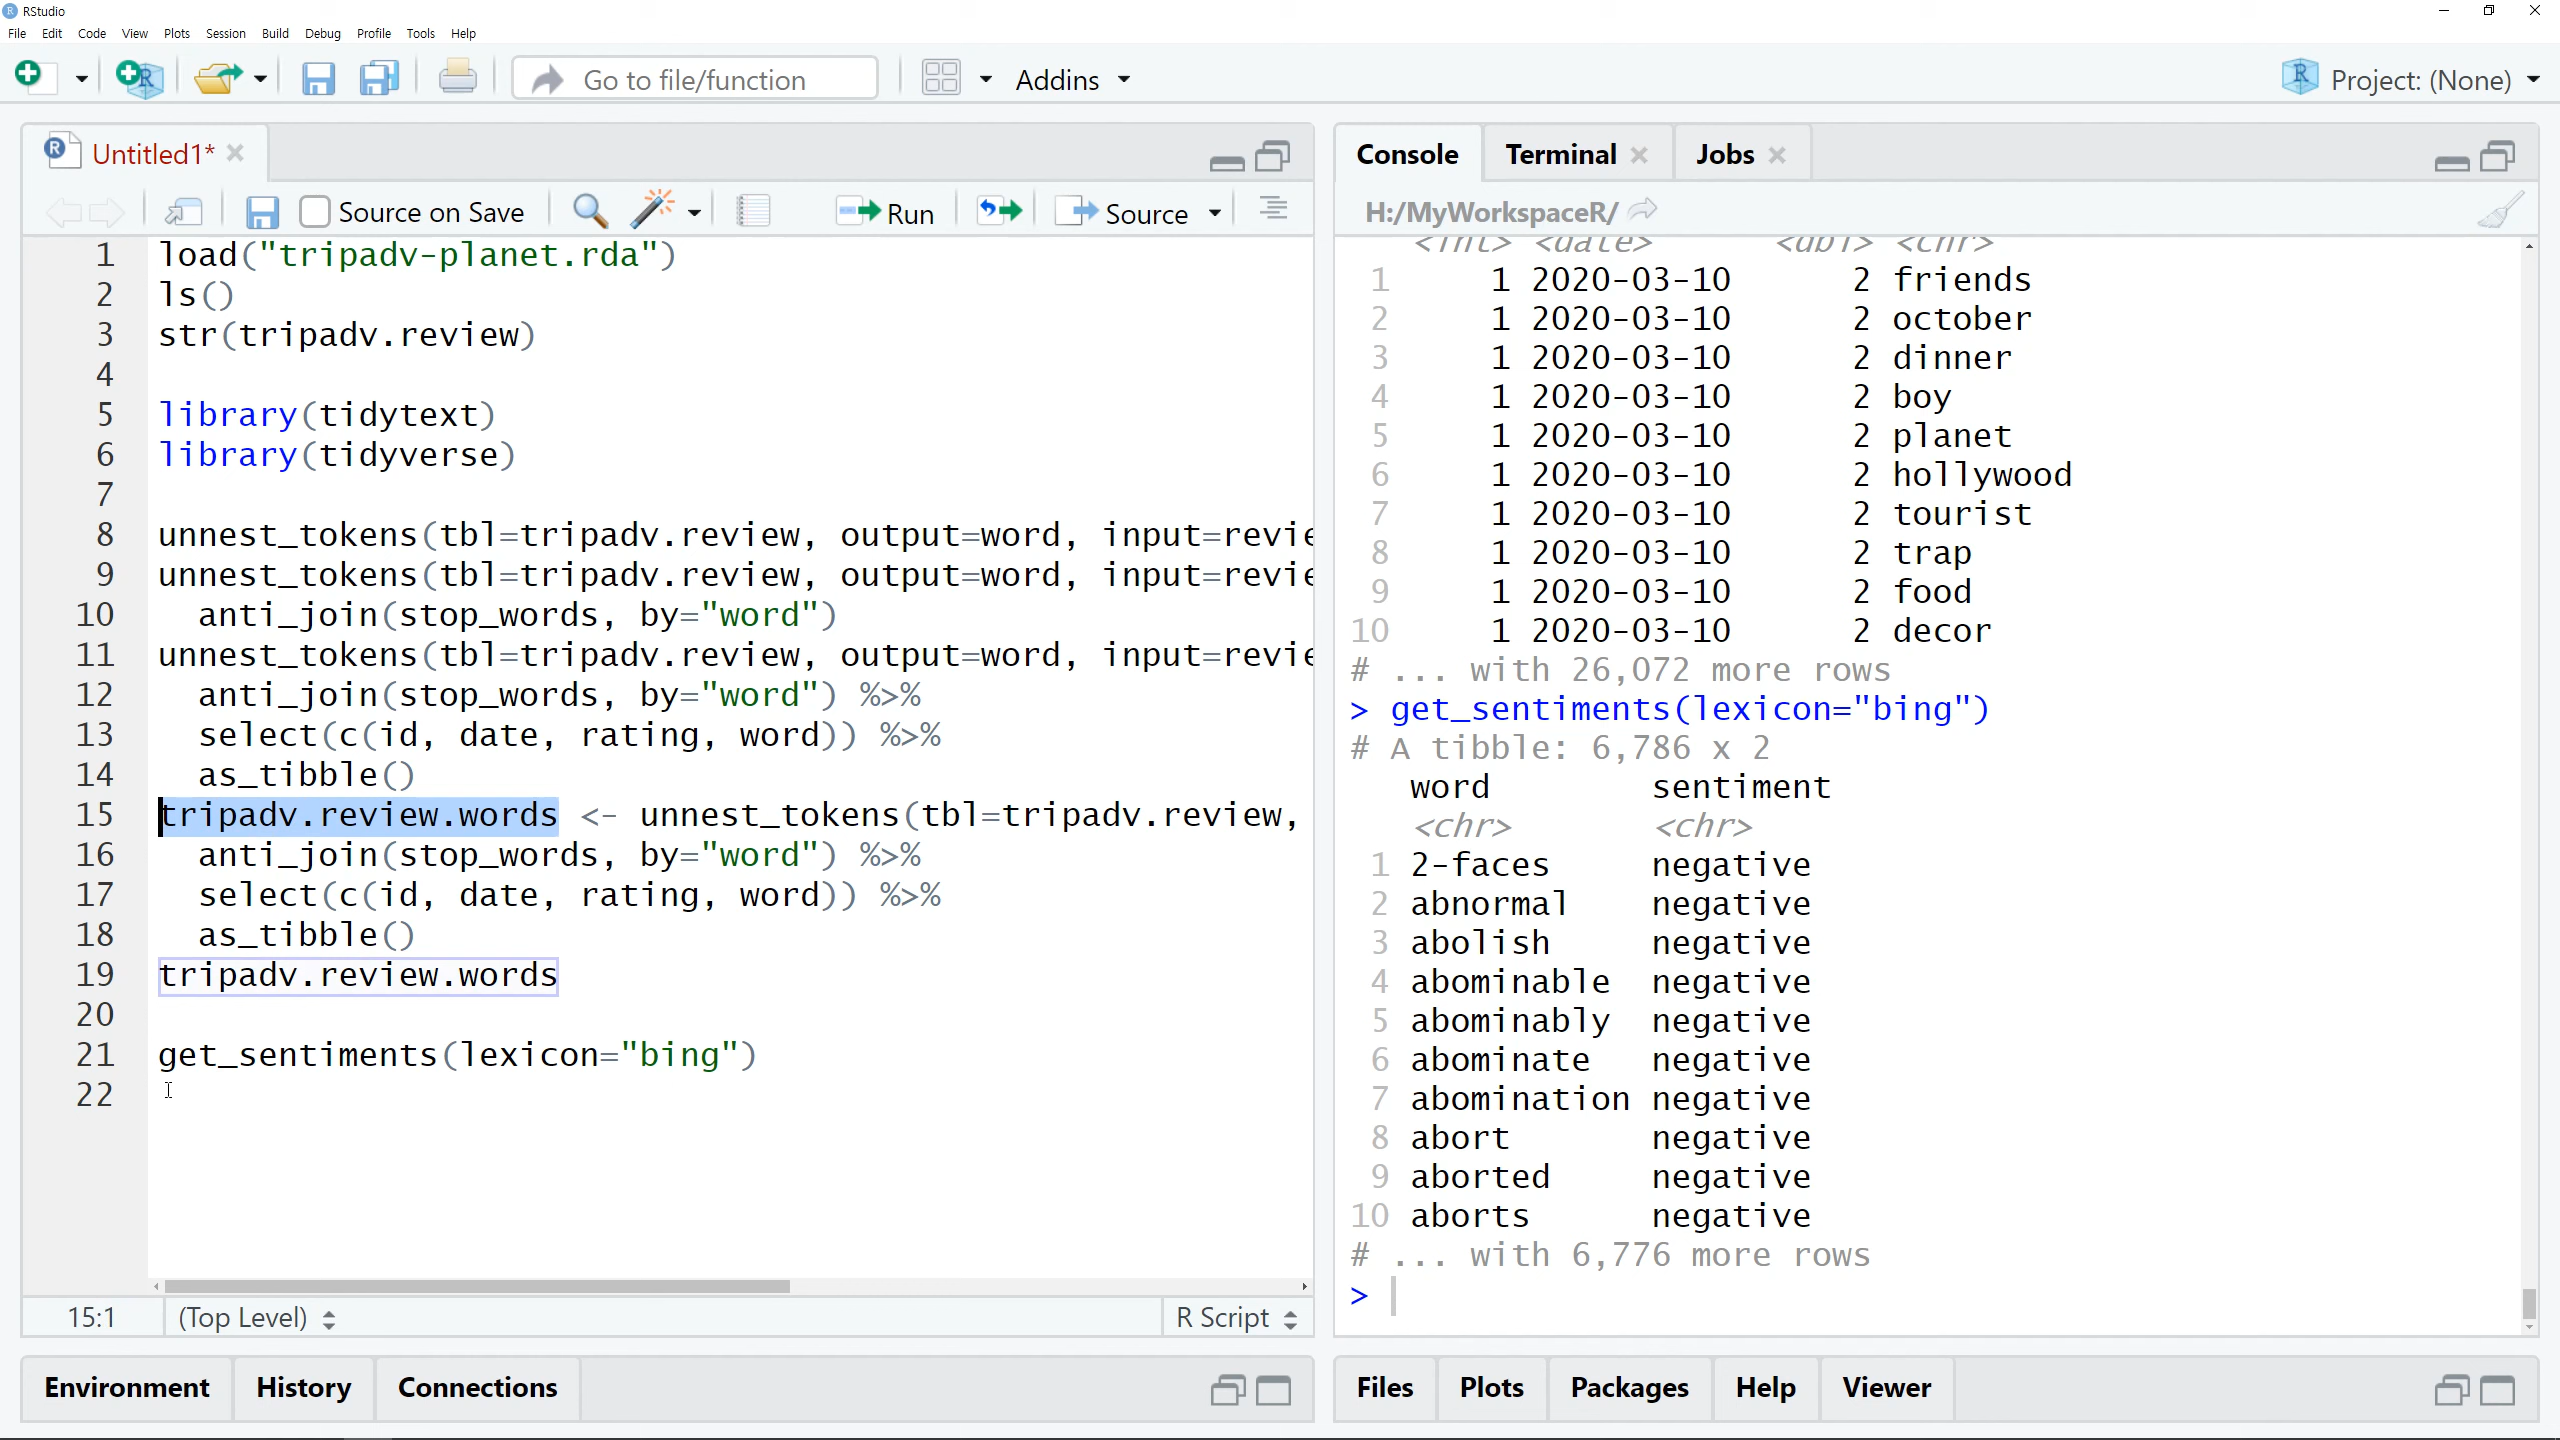 RStudio
File Edit Code View Plots Session Build Debug Profile Tools Help
Go to file/function Addins Project: (None)
Untitled1*
Source on Save Run Source
1 load("tripadv-planet.rda")
2 ls()
3 str(tripadv.review)
4
5 library(tidytext)
6 library(tidyverse)
7
8 unnest_tokens(tbl=tripadv.review, output=word, input=revie
9 unnest_tokens(tbl=tripadv.review, output=word, input=revie
10 anti_join(stop_words, by="word")
11 unnest_tokens(tbl=tripadv.review, output=word, input=revie
12 anti_join(stop_words, by="word") %>%
13 select(c(id, date, rating, word)) %>%
14 as_tibble()
15 tripadv.review.words <- unnest_tokens(tbl=tripadv.review,
16 anti_join(stop_words, by="word") %>%
17 select(c(id, date, rating, word)) %>%
18 as_tibble()
19 tripadv.review.words
20
21 get_sentiments(lexicon="bing")
22
15:1 (Top Level) R Script
Environment History Connections
Console Terminal Jobs
H:/MyWorkspaceR/
<int> <date> <dbl> <chr>
1 1 2020-03-10 2 friends
2 1 2020-03-10 2 october
3 1 2020-03-10 2 dinner
4 1 2020-03-10 2 boy
5 1 2020-03-10 2 planet
6 1 2020-03-10 2 hollywood
7 1 2020-03-10 2 tourist
8 1 2020-03-10 2 trap
9 1 2020-03-10 2 food
10 1 2020-03-10 2 decor
# ... with 26,072 more rows
> get_sentiments(lexicon="bing")
# A tibble: 6,786 x 2
word sentiment
<chr> <chr>
1 2-faces negative
2 abnormal negative
3 abolish negative
4 abominable negative
5 abominably negative
6 abominate negative
7 abomination negative
8 abort negative
9 aborted negative
10 aborts negative
# ... with 6,776 more rows
>
Files Plots Packages Help Viewer